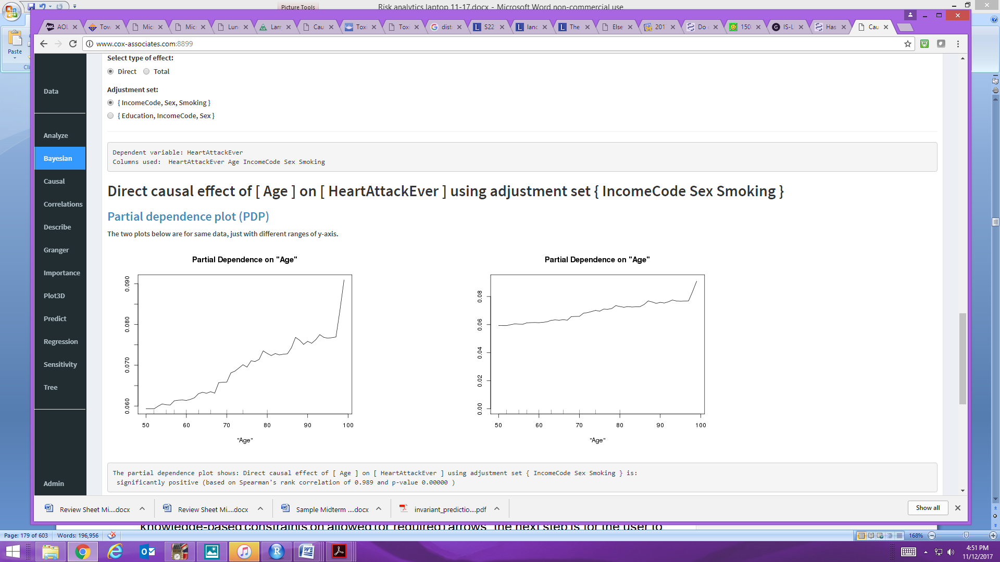 Picture Tools
Risk analytics laptop 11-17.docx - Microsoft Word non-commercial use
AOL
Tow
Mic
Mic
Lun
Larr
Cau
Toxi
Toxi
dist
S22
lanc
The
Else
201
Do
150
IS-L
Has
Cau
www.cox-associates.com:8899
Paste
Select type of effect:
Direct
Total
Adjustment set:
{ IncomeCode, Sex, Smoking }
{ Education, IncomeCode, Sex }
Data
Analyze
Bayesian
Causal
Correlations
Describe
Granger
Importance
Plot3D
Predict
Regression
Sensitivity
Tree
Admin
Dependent variable: HeartAttackEver
Columns used:  HeartAttackEver Age IncomeCode Sex Smoking
Direct causal effect of [ Age ] on [ HeartAttackEver ] using adjustment set { IncomeCode Sex Smoking }
Partial dependence plot (PDP)
The two plots below are for same data, just with different ranges of y-axis.
Partial Dependence on "Age"
0.090
0.080
0.070
0.060
50 60 70 80 90 100
"Age"
Partial Dependence on "Age"
0.08
0.06
0.04
0.02
0.00
50 60 70 80 90 100
"Age"
The partial dependence plot shows: Direct causal effect of [ Age ] on [ HeartAttackEver ] using adjustment set { IncomeCode Sex Smoking } is:
significantly positive (based on Spearman's rank correlation of 0.989 and p-value 0.00000 )
Review Sheet Mi....docx
Review Sheet Mi....docx
Sample Midterm ....docx
invariant_predictio....pdf
Show all
knowledge-based constraints on allowed (or required) arrows, the next step is for the user to
Page: 179 of 603
Words: 196,956
168%
4:51 PM
11/12/2017